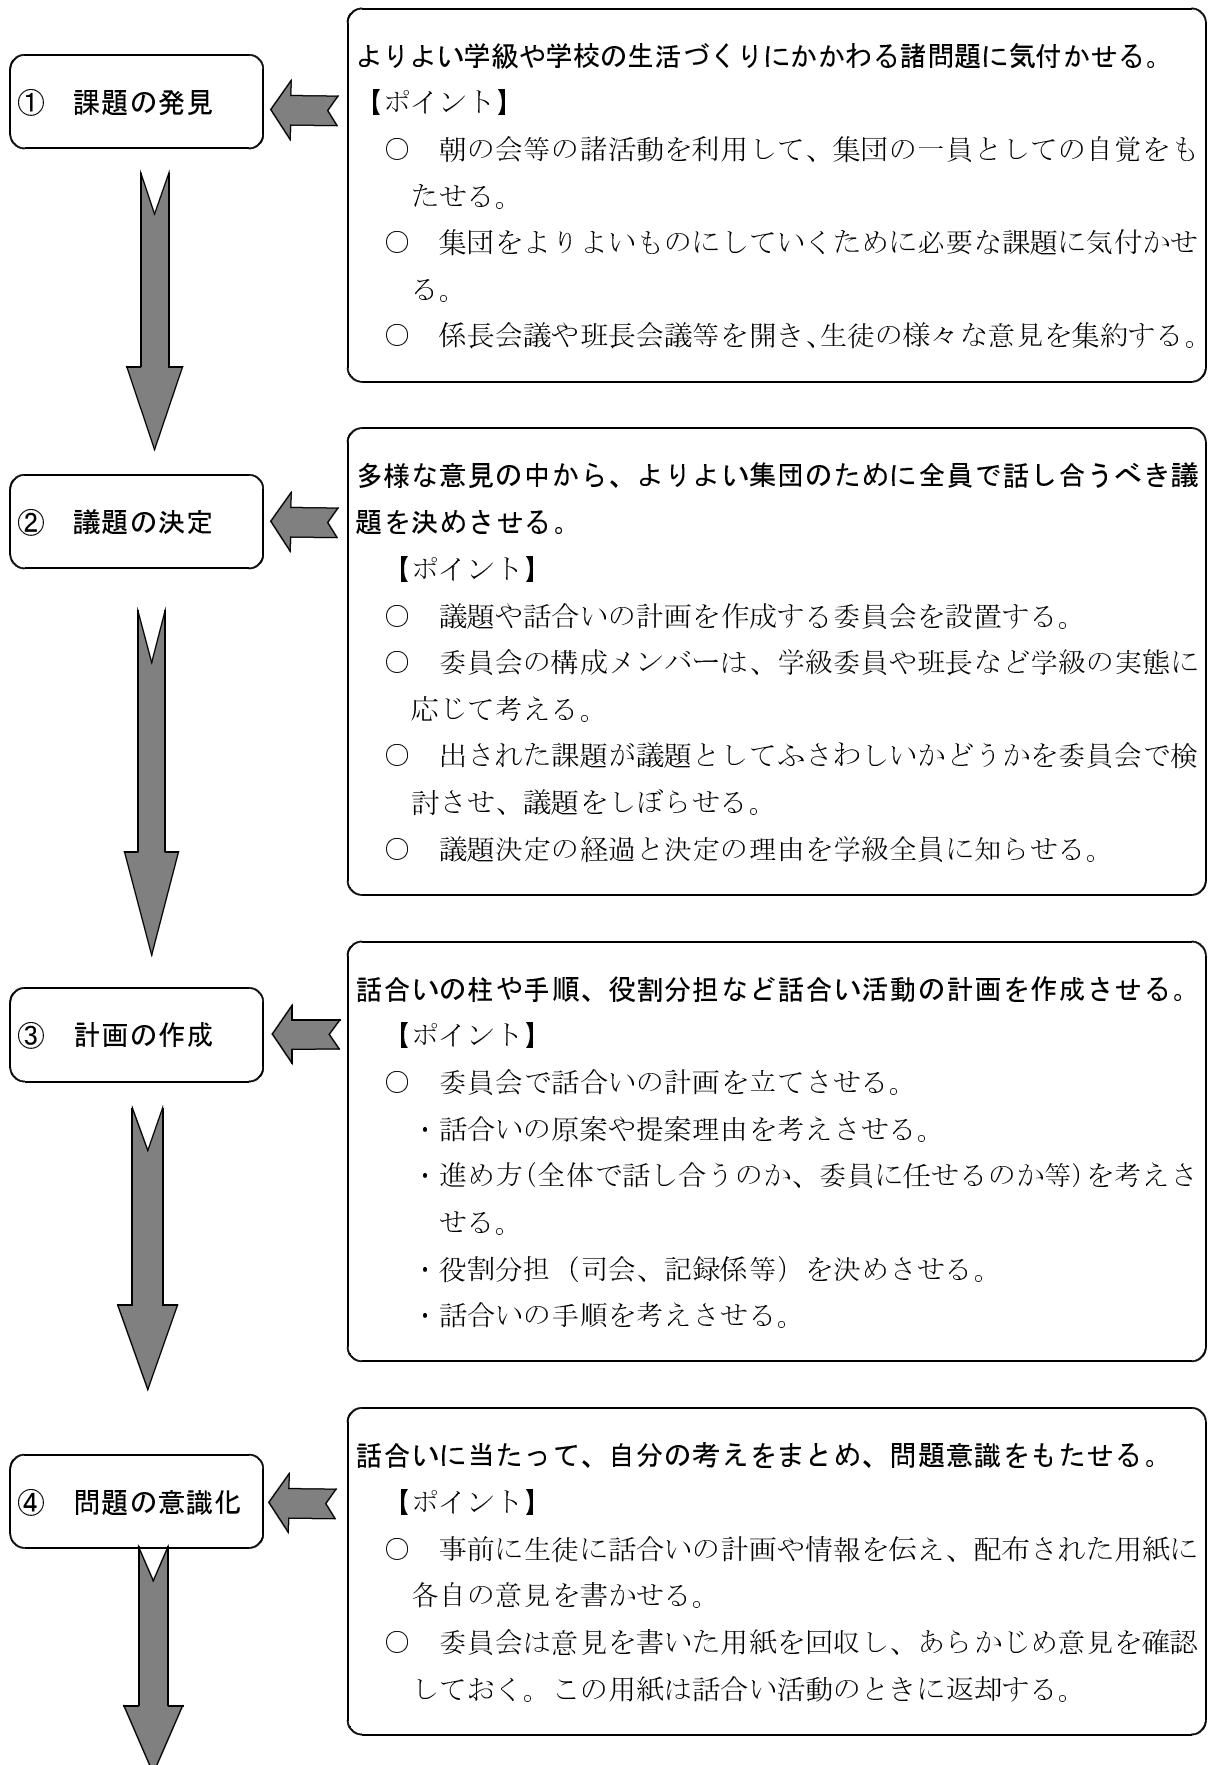 ①　課題の発見
よりよい学級や学校の生活づくりにかかわる諸問題に気付かせる。
【ポイント】
○　朝の会等の諸活動を利用して、集団の一員としての自覚をも
たせる。
○　集団をよりよいものにしていくために必要な課題に気付かせ
る。
○　係長会議や班長会議等を開き、生徒の様々な意見を集約する。
②　議題の決定
多様な意見の中から、よりよい集団のために全員で話し合うべき議
題を決めさせる。
【ポイント】
○　議題や話合いの計画を作成する委員会を設置する。
○　委員会の構成メンバーは、学級委員や班長など学級の実態に
応じて考える。
○　出された課題が議題としてふさわしいかどうかを委員会で検
討させ、議題をしぼらせる。
○　議題決定の経過と決定の理由を学級全員に知らせる。
③　計画の作成
話合いの柱や手順、役割分担など話合い活動の計画を作成させる。
【ポイント】
○　委員会で話合いの計画を立てさせる。
・話合いの原案や提案理由を考えさせる。
・進め方(全体で話し合うのか、委員に任せるのか等)を考えさ
せる。
・役割分担（司会、記録係等）を決めさせる。
・話合いの手順を考えさせる。
④　問題の意識化
話合いに当たって、自分の考えをまとめ、問題意識をもたせる。
【ポイント】
○　事前に生徒に話合いの計画や情報を伝え、配布された用紙に
各自の意見を書かせる。
○　委員会は意見を書いた用紙を回収し、あらかじめ意見を確認
しておく。この用紙は話合い活動のときに返却する。